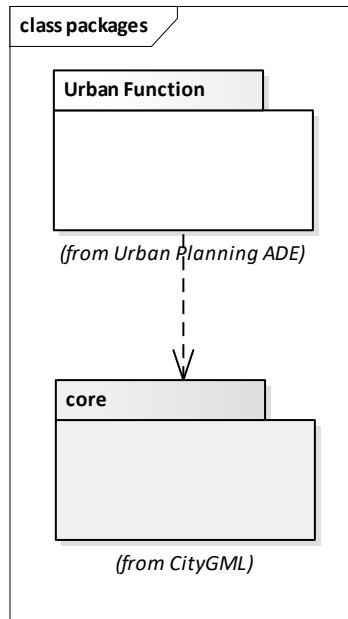 class packages
Urban Function
(from Urban Planning ADE)
core
(from CityGML)